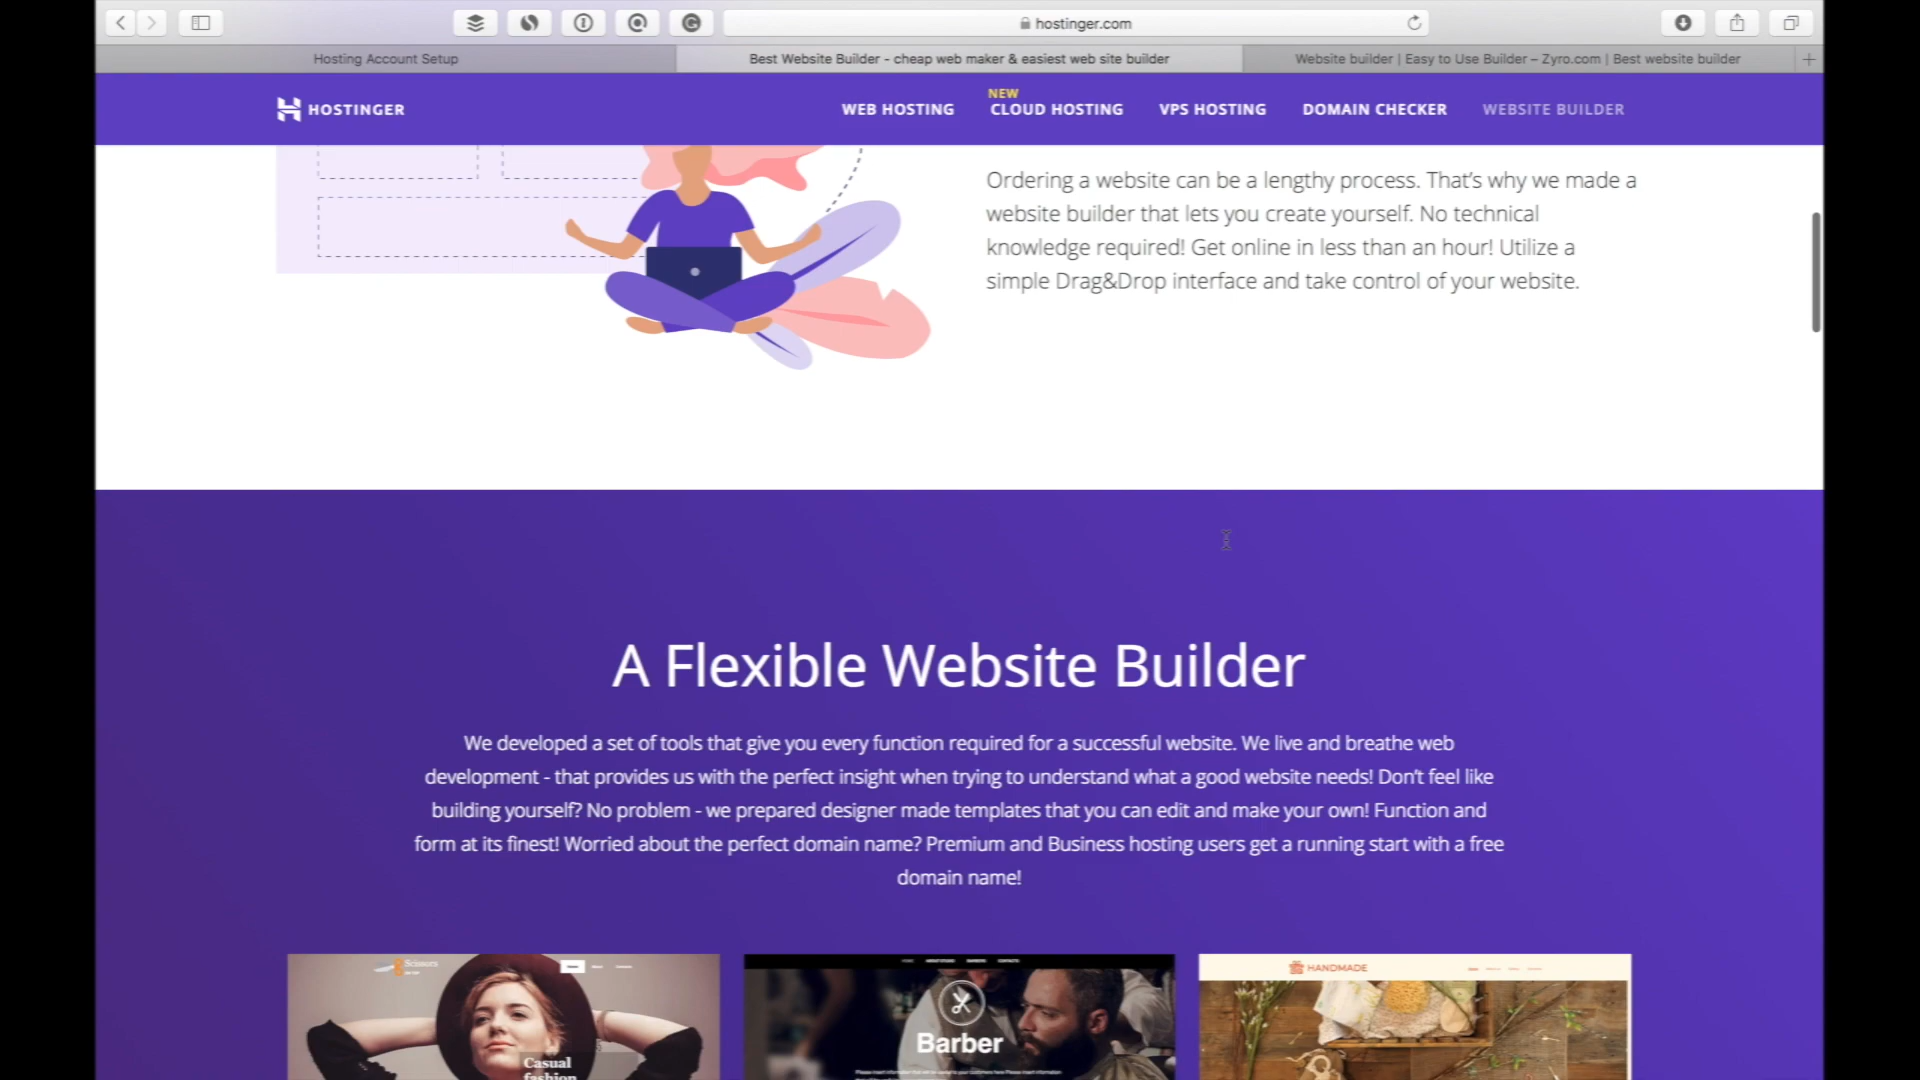 hostinger.com
Hosting Account Setup
Best Website Builder - cheap web maker & easiest web site builder
Website builder | Easy to Use Builder – Zyro.com | Best website builder
HOSTINGER
WEB HOSTING
NEW
CLOUD HOSTING
VPS HOSTING
DOMAIN CHECKER
WEBSITE BUILDER
Ordering a website can be a lengthy process. That's why we made a
website builder that lets you create yourself. No technical
knowledge required! Get online in less than an hour! Utilize a
simple Drag&Drop interface and take control of your website.
A Flexible Website Builder
We developed a set of tools that give you every function required for a successful website. We live and breathe web
development - that provides us with the perfect insight when trying to understand what a good website needs! Don't feel like
building yourself? No problem - we prepared designer made templates that you can edit and make your own! Function and
form at its finest! Worried about the perfect domain name? Premium and Business hosting users get a running start with a free
domain name!
Scissors
HANDMADE
Barber
Casual
fashion